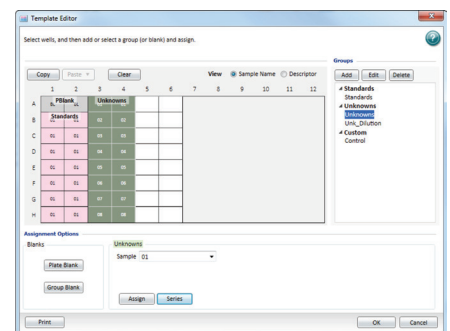 Template Editor
Select wells, and then add or select a group (or blank) and assign.
Groups
Copy Paste Clear View Sample Name Descriptor Add Edit Delete
1 2 3 4 5 6 7 8 9 10 11 12
Standards
Standards
Unknowns
Unknowns
Unk_Dilution
Custom
Control
A PBlank Unknowns
B Standards 02 02
C 01 01 03 03
D 01 01 04 04
E 01 01 05 05
F 01 01 06 06
G 01 01 07 07
H 01 01 08 08
Assignment Options
Blanks
Plate Blank
Group Blank
Unknowns
Sample 01
Assign Series
Print OK Cancel